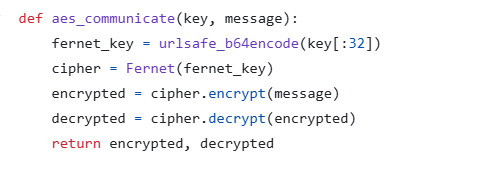 def aes_communicate(key, message):
    fernet_key = urlsafe_b64encode(key[:32])
    cipher = Fernet(fernet_key)
    encrypted = cipher.encrypt(message)
    decrypted = cipher.decrypt(encrypted)
    return encrypted, decrypted